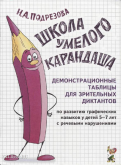 И.А.ПОДРЕЗОВА
ШКОЛА
УМЕЛОГО
КАРАНДАША
ДЕМОНСТРАЦИОННЫЕ
ТАБЛИЦЫ
ДЛЯ ЗРИТЕЛЬНЫХ
ДИКТАНТОВ
по развитию графических
навыков у детей 5–7 лет
с речевыми нарушениями